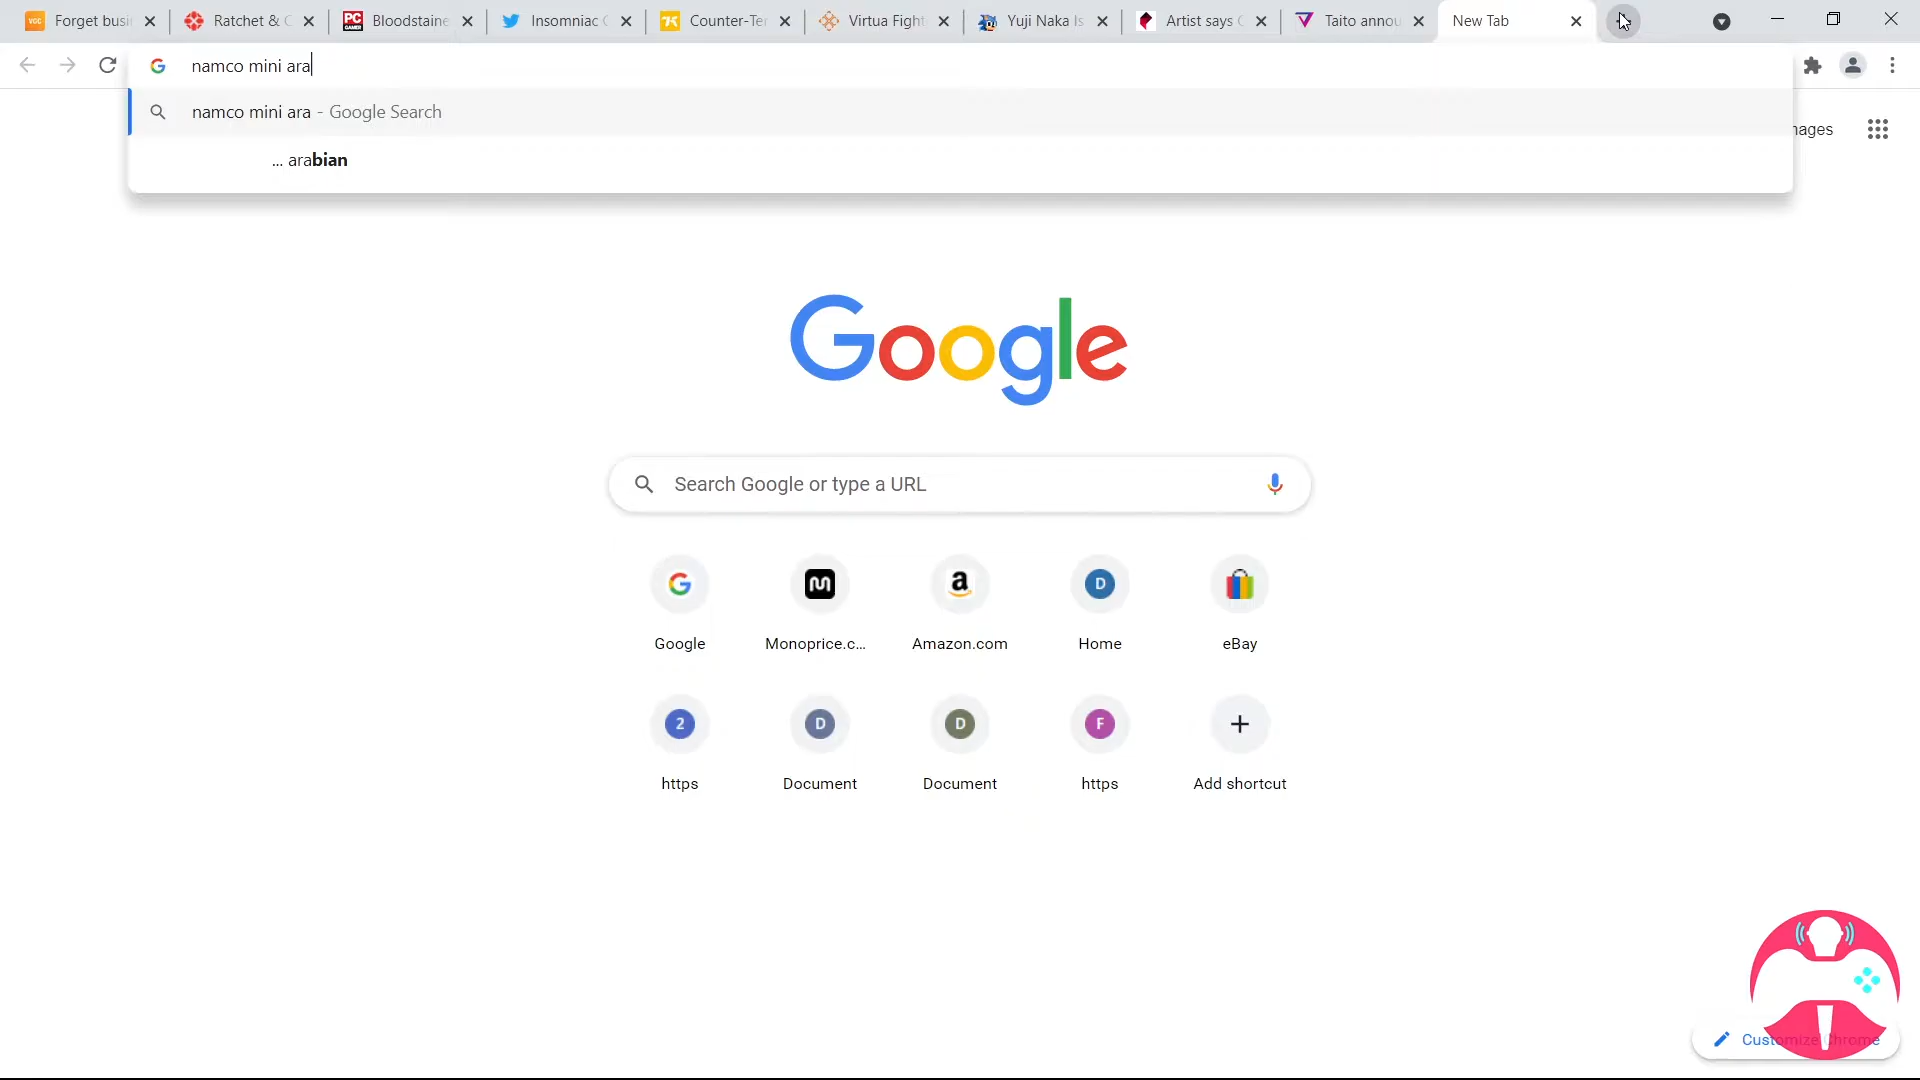 Forget busi
Ratchet & C
Bloodstaine
Insomniac G
Counter-Ter
Virtua Fight
Yuji Naka Is
Artist says C
Taito annou
New Tab
namco mini ara
namco mini ara - Google Search
... arabian
mages
Google
Search Google or type a URL
Google
Monoprice.c...
Amazon.com
Home
eBay
https
Document
Document
https
Add shortcut
Customize Chrome